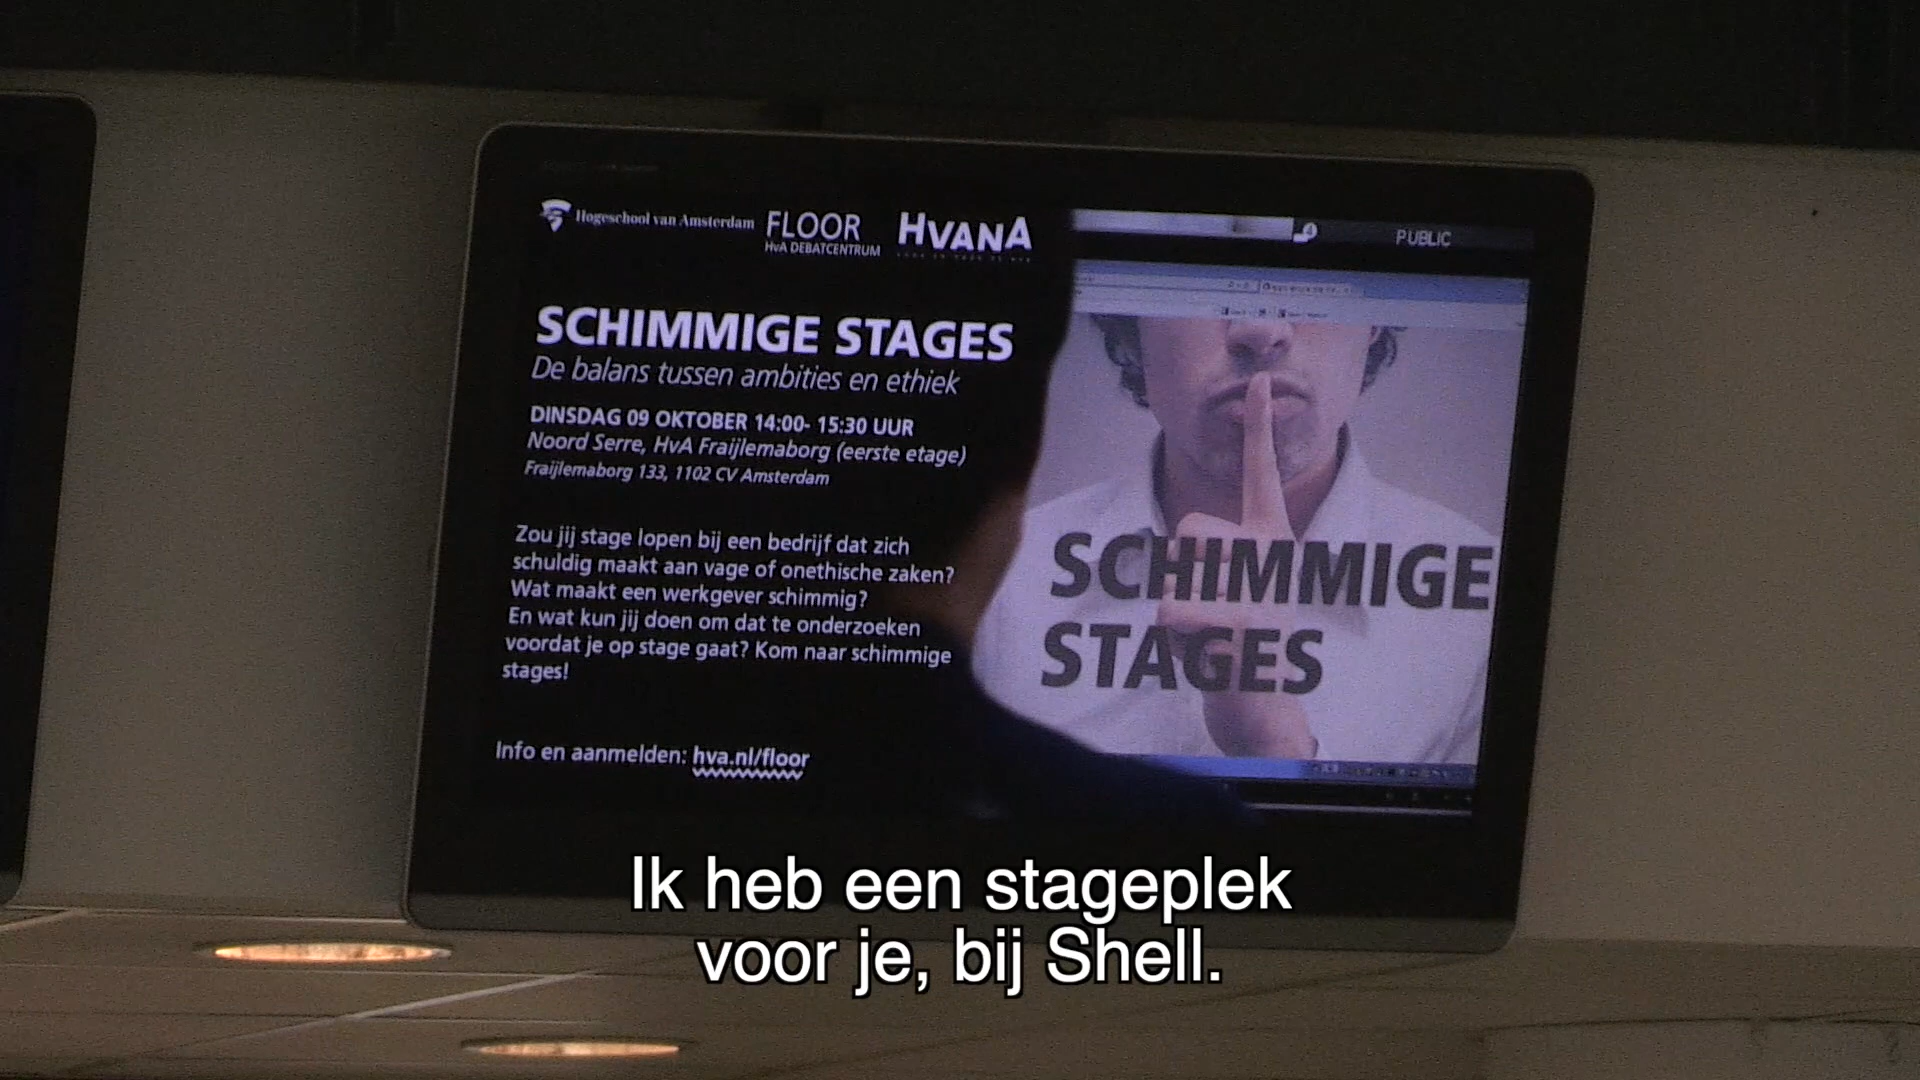 Hogeschool van Amsterdam
FLOOR
HvA DEBATCENTRUM
HVANA
PUBLIC
SCHIMMIGE STAGES
De balans tussen ambities en ethiek
DINSDAG 09 OKTOBER 14:00- 15:30 UUR
Noord Serre, HvA Fraijlemaborg (eerste etage)
Fraijlemaborg 133, 1102 CV Amsterdam
Zou jij stage lopen bij een bedrijf dat zich
schuldig maakt aan vage of onethische zaken?
Wat maakt een werkgever schimmig?
En wat kun jij doen om dat te onderzoeken
voordat je op stage gaat? Kom naar schimmige
stages!
Info en aanmelden: hva.nl/floor
SCHIMMIGE
STAGES
Ik heb een stageplek
voor je, bij Shell.